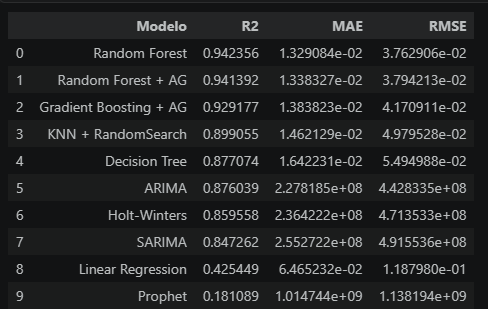 Modelo R2 MAE RMSE
0 Random Forest 0.942356 1.329084e-02 3.762906e-02
1 Random Forest + AG 0.941392 1.338327e-02 3.794213e-02
2 Gradient Boosting + AG 0.929177 1.383823e-02 4.170911e-02
3 KNN + RandomSearch 0.899055 1.462129e-02 4.979528e-02
4 Decision Tree 0.877074 1.642231e-02 5.494988e-02
5 ARIMA 0.876039 2.278185e+08 4.428335e+08
6 Holt-Winters 0.859558 2.364222e+08 4.713533e+08
7 SARIMA 0.847262 2.552722e+08 4.915536e+08
8 Linear Regression 0.425449 6.465232e-02 1.187980e-01
9 Prophet 0.181089 1.014744e+09 1.138194e+09